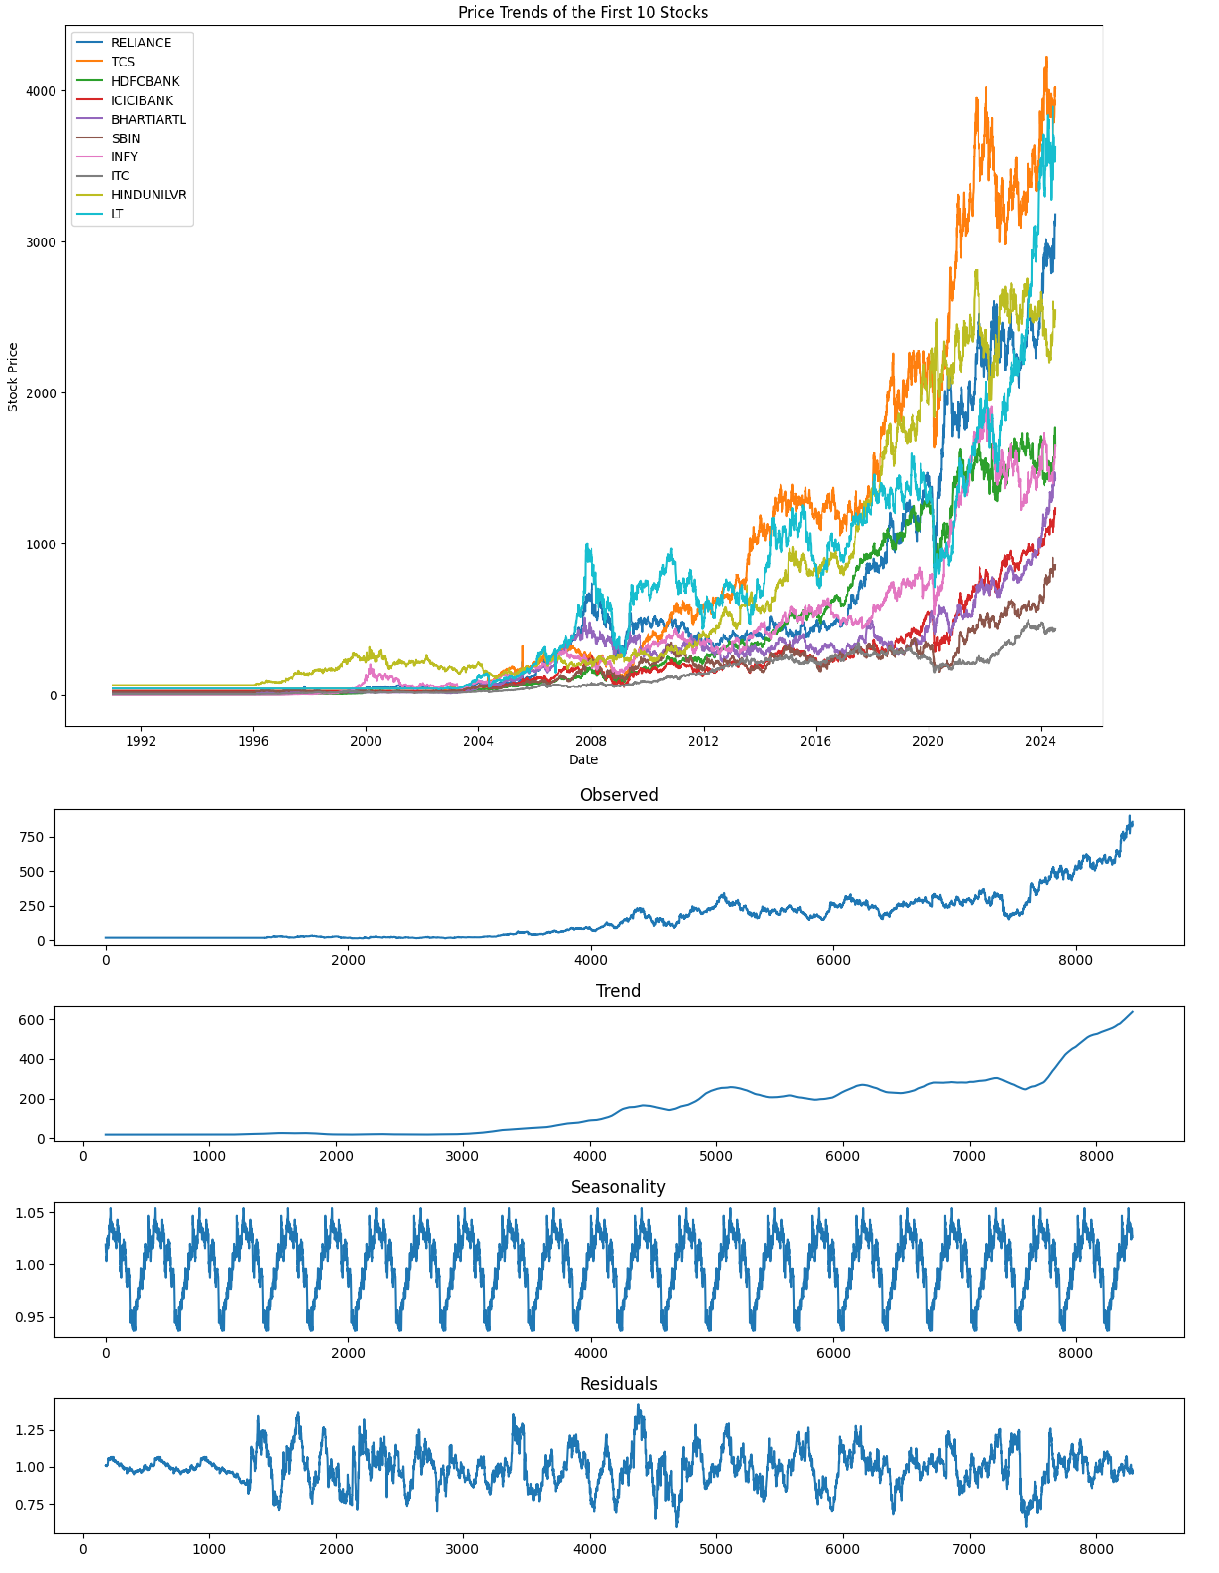 Price Trends of the First 10 Stocks
RELIANCE
TCS
HDFCBANK
ICICIBANK
BHARTIARTL
SBIN
INFY
ITC
HINDUNILVR
LT
4000
3000
2000
1000
0
Stock Price
1992 1996 2000 2004 2008 2012 2016 2020 2024
Date
Observed
750
500
250
0
0 2000 4000 6000 8000
Trend
600
400
200
0
0 1000 2000 3000 4000 5000 6000 7000 8000
Seasonality
1.05
1.00
0.95
0 2000 4000 6000 8000
Residuals
1.25
1.00
0.75
0 1000 2000 3000 4000 5000 6000 7000 8000